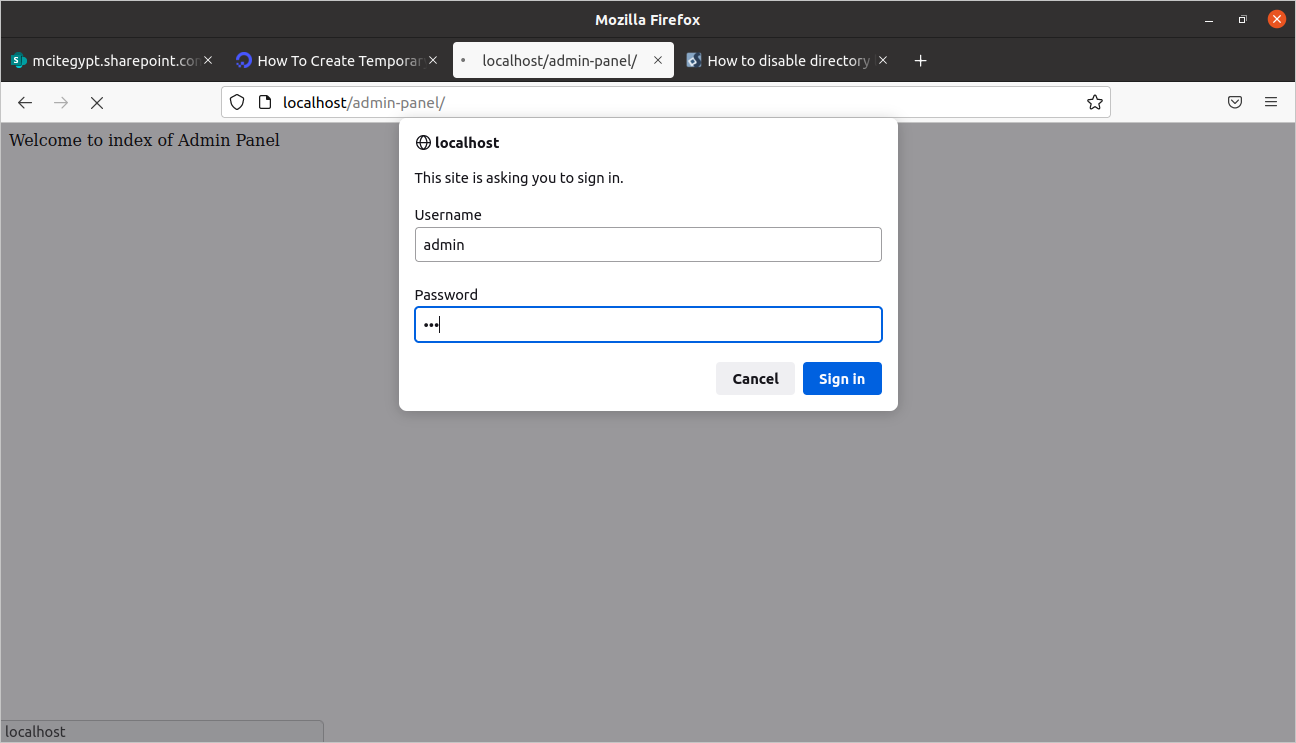 Mozilla Firefox
mcitegypt.sharepoint.co
How To Create Temporar
localhost/admin-panel/
How to disable directory
localhost/admin-panel/
Welcome to index of Admin Panel
localhost
This site is asking you to sign in.
Username
admin
Password
•••
Cancel
Sign in
localhost